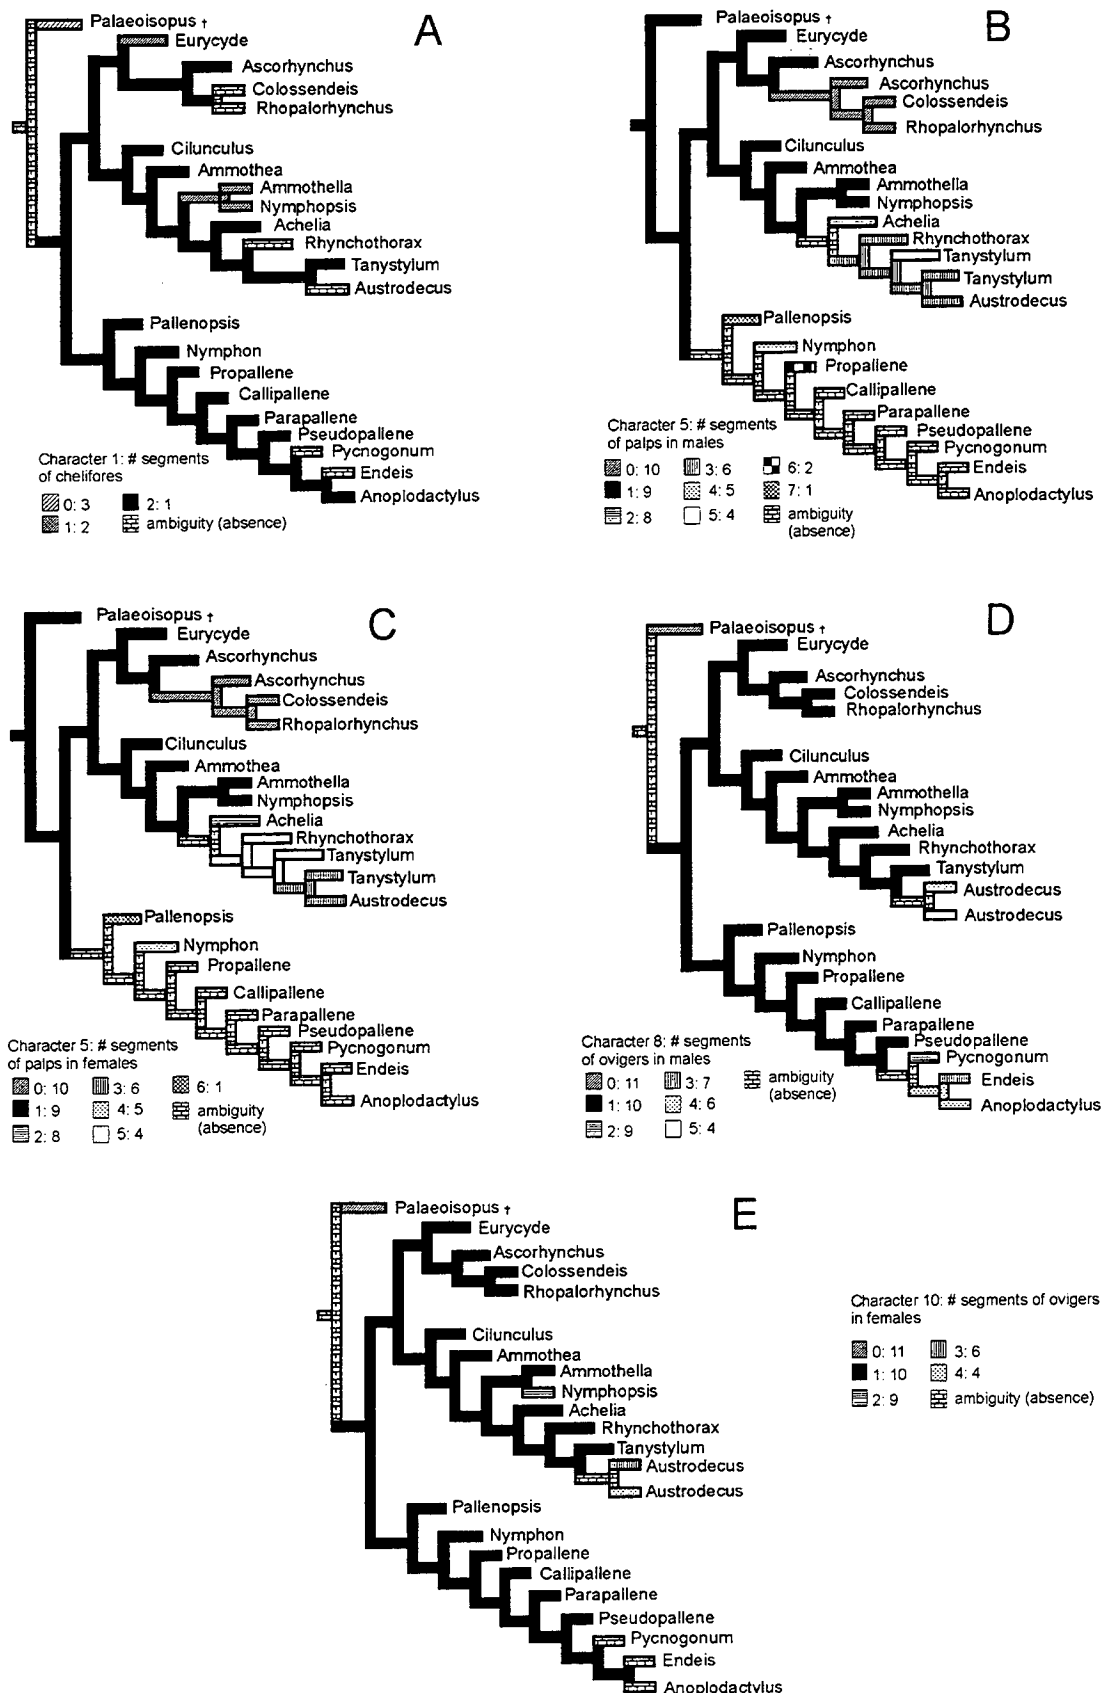 A
Palaeoisopus †
Eurycyde
Ascorhynchus
Colossendeis
Rhopalorhynchus
Cilunculus
Ammothea
Ammothella
Nymphopsis
Achelia
Rhynchothorax
Tanystylum
Austrodecus
Pallenopsis
Nymphon
Propallene
Callipallene
Parapallene
Pseudopallene
Pycnogonum
Endeis
Anoplodactylus
Character 1: # segments
of chelifores
0: 3 2: 1
1: 2 ambiguity (absence)
B
Palaeoisopus †
Eurycyde
Ascorhynchus
Ascorhynchus
Colossendeis
Rhopalorhynchus
Cilunculus
Ammothea
Ammothella
Nymphopsis
Achelia
Rhynchothorax
Tanystylum
Tanystylum
Austrodecus
Pallenopsis
Nymphon
Propallene
Callipallene
Parapallene
Pseudopallene
Pycnogonum
Endeis
Anoplodactylus
Character 5: # segments
of palps in males
0: 10 3: 6 6: 2
1: 9 4: 5 7: 1
2: 8 5: 4 ambiguity
(absence)
C
Palaeoisopus †
Eurycyde
Ascorhynchus
Ascorhynchus
Colossendeis
Rhopalorhynchus
Cilunculus
Ammothea
Ammothella
Nymphopsis
Achelia
Rhynchothorax
Tanystylum
Tanystylum
Austrodecus
Pallenopsis
Nymphon
Propallene
Callipallene
Parapallene
Pseudopallene
Pycnogonum
Endeis
Anoplodactylus
Character 5: # segments
of palps in females
0: 10 3: 6 6: 1
1: 9 4: 5 ambiguity
(absence)
2: 8 5: 4
D
Palaeoisopus †
Eurycyde
Ascorhynchus
Colossendeis
Rhopalorhynchus
Cilunculus
Ammothea
Ammothella
Nymphopsis
Achelia
Rhynchothorax
Tanystylum
Austrodecus
Austrodecus
Pallenopsis
Nymphon
Propallene
Callipallene
Parapallene
Pseudopallene
Pycnogonum
Endeis
Anoplodactylus
Character 8: # segments
of ovigers in males
0: 11 3: 7 ambiguity
(absence)
1: 10 4: 6
2: 9 5: 4
E
Palaeoisopus †
Eurycyde
Ascorhynchus
Colossendeis
Rhopalorhynchus
Cilunculus
Ammothea
Ammothella
Nymphopsis
Achelia
Rhynchothorax
Tanystylum
Austrodecus
Austrodecus
Pallenopsis
Nymphon
Propallene
Callipallene
Parapallene
Pseudopallene
Pycnogonum
Endeis
Anoplodactylus
Character 10: # segments of ovigers
in females
0: 11 3: 6
1: 10 4: 4
2: 9 ambiguity (absence)